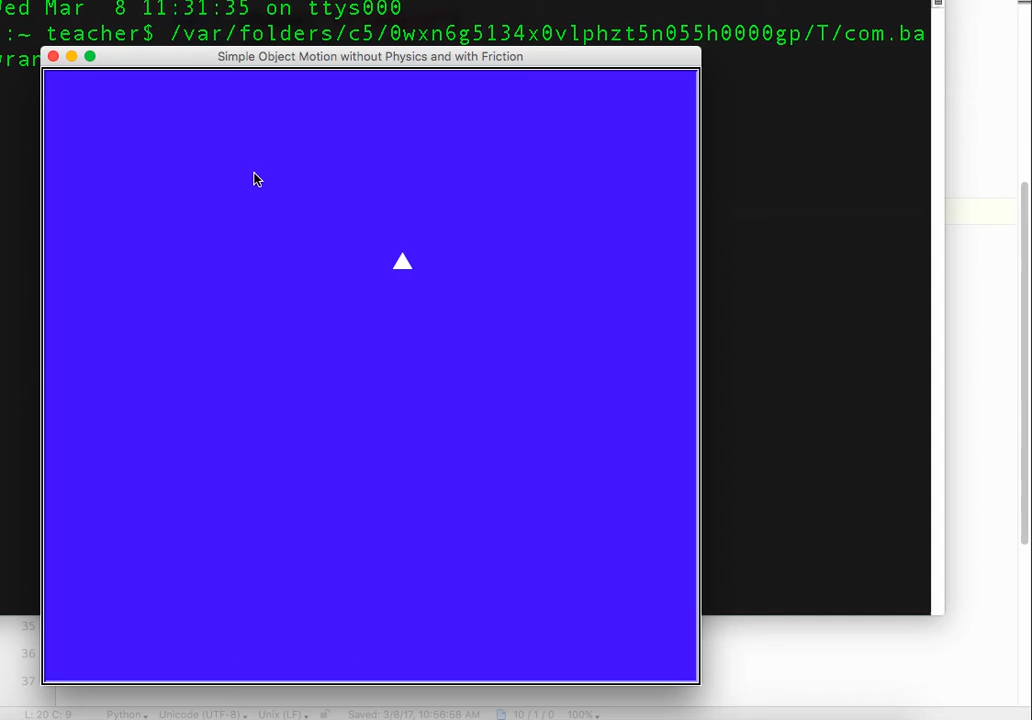 ed Mar  8 11:31:35 on ttys000
:~ teacher$ /var/folders/c5/0wxn6g5134x0vlphzt5n055h0000gp/T/com.ba
ran
Simple Object Motion without Physics and with Friction
35
36
37
L: 20 C: 9 Python Unicode (UTF-8) Unix (LF) Saved: 3/8/17, 10:56:58 AM 10 / 1 / 0 100%